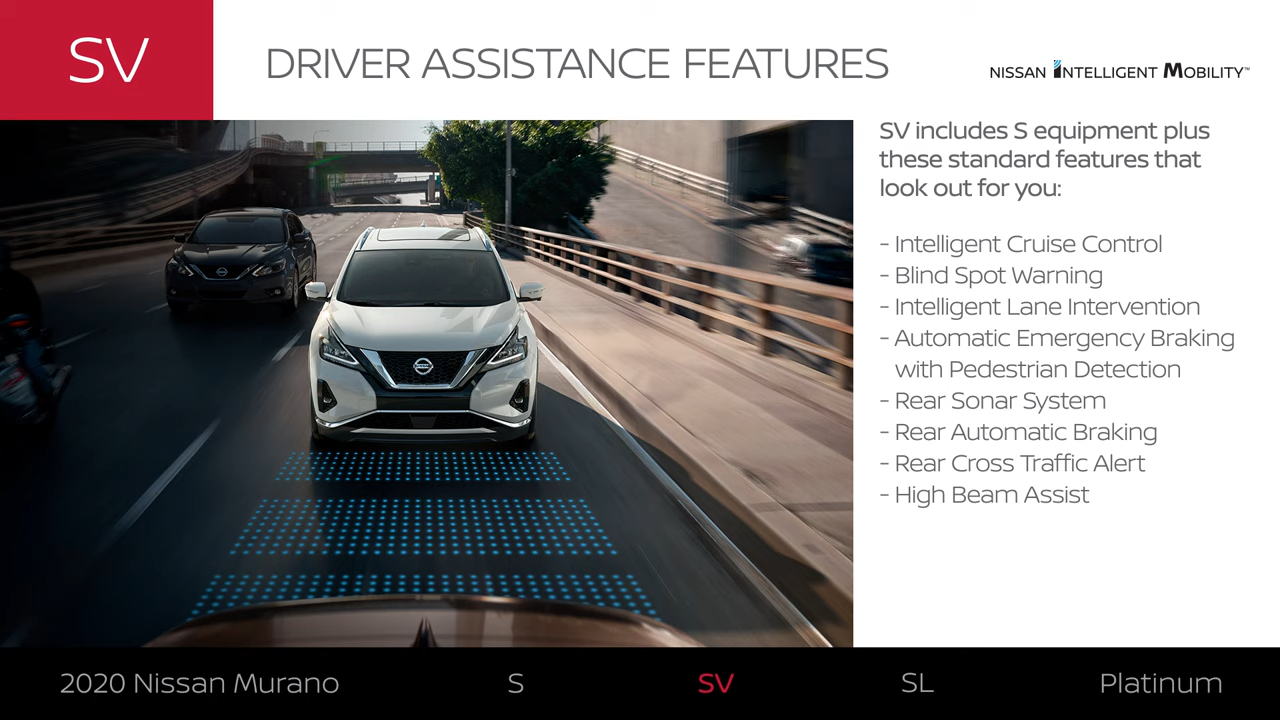 SV
DRIVER ASSISTANCE FEATURES
NISSAN INTELLIGENT MOBILITY™
SV includes S equipment plus
these standard features that
look out for you:
- Intelligent Cruise Control
- Blind Spot Warning
- Intelligent Lane Intervention
- Automatic Emergency Braking
with Pedestrian Detection
- Rear Sonar System
- Rear Automatic Braking
- Rear Cross Traffic Alert
- High Beam Assist
2020 Nissan Murano
S
SV
SL
Platinum